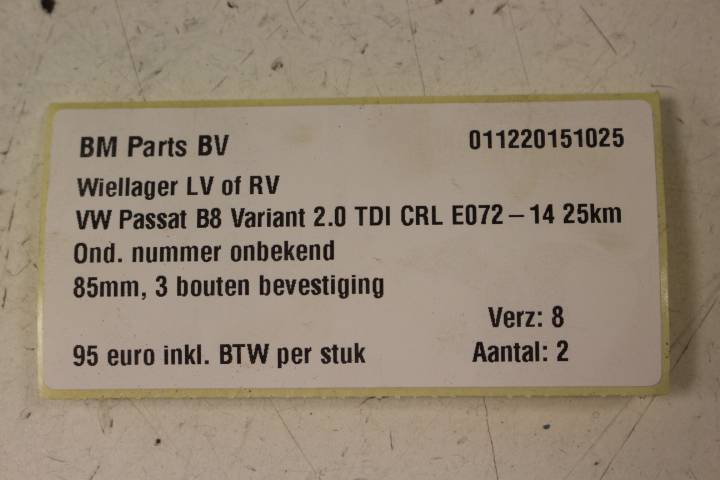 BM Parts BV 011220151025
Wiellager LV of RV
VW Passat B8 Variant 2.0 TDI CRL E072 – 14 25km
Ond. nummer onbekend
85mm, 3 bouten bevestiging
Verz: 8
95 euro inkl. BTW per stuk Aantal: 2